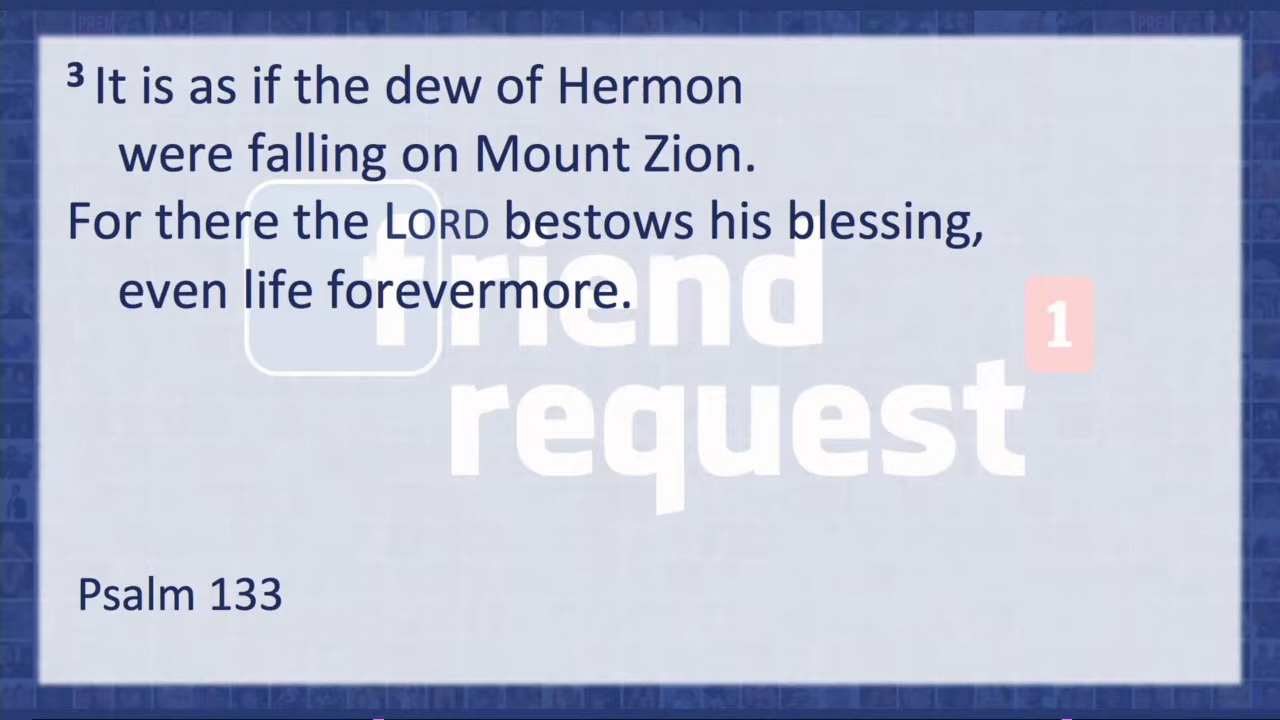 3 It is as if the dew of Hermon
were falling on Mount Zion.
For there the LORD bestows his blessing,
even life forevermore.
friend
request
1
Psalm 133